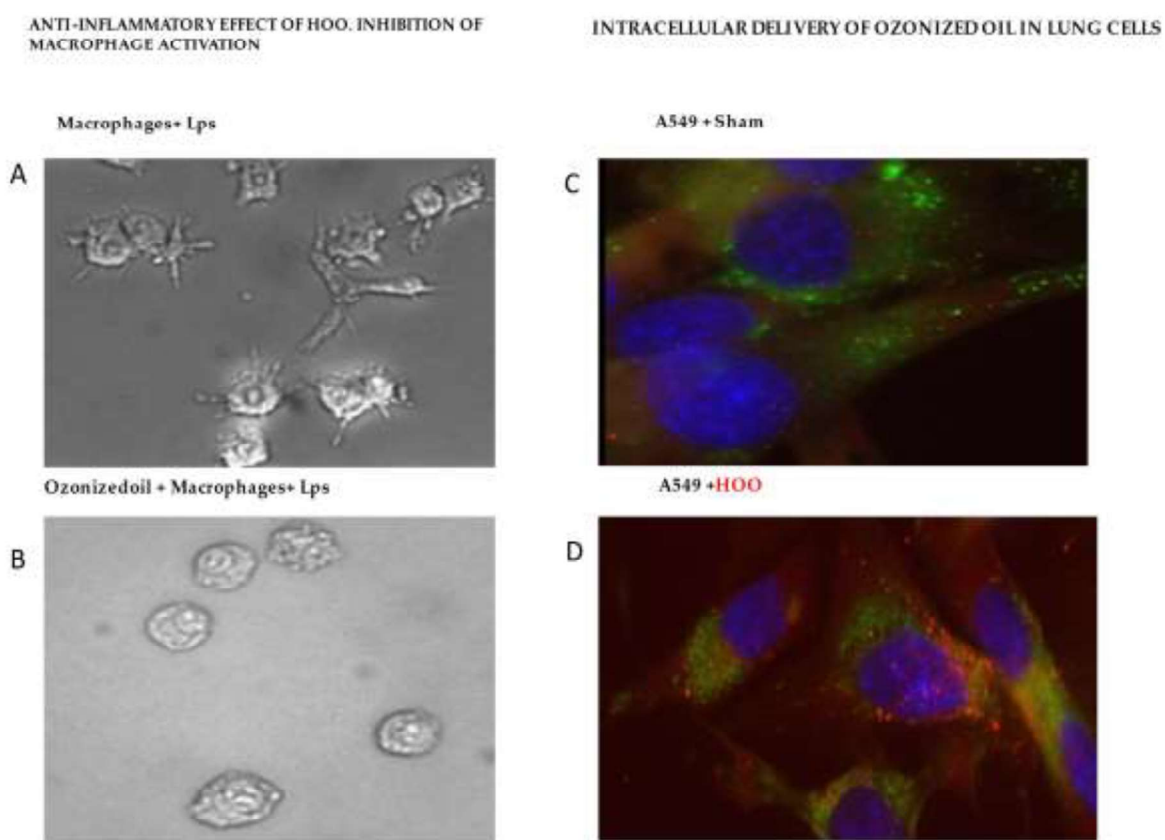 ANTI-INFLAMMATORY EFFECT OF HOO. INHIBITION OF
MACROPHAGE ACTIVATION
Macrophages+ Lps
A
Ozonizedoil + Macrophages+ Lps
B
INTRACELLULAR DELIVERY OF OZONIZED OIL IN LUNG CELLS
A549 + Sham
C
A549 +HOO
D